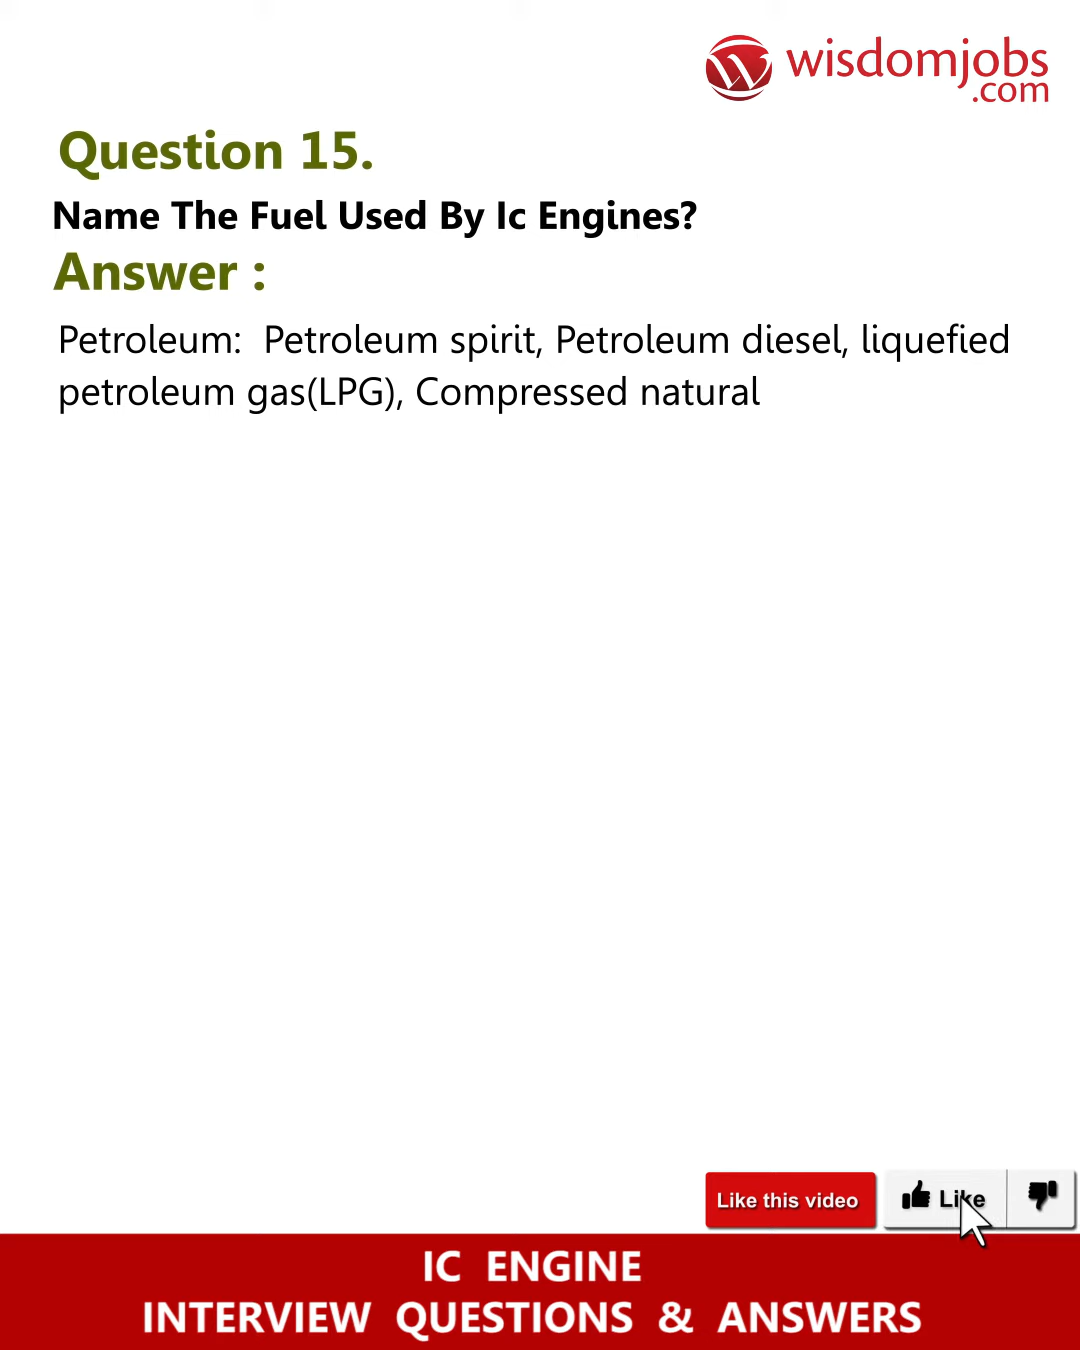 wisdomjobs
.com
Question 15.
Name The Fuel Used By Ic Engines?
Answer :
Petroleum:  Petroleum spirit, Petroleum diesel, liquefied
petroleum gas(LPG), Compressed natural
Like this video
Like
IC ENGINE
INTERVIEW QUESTIONS & ANSWERS